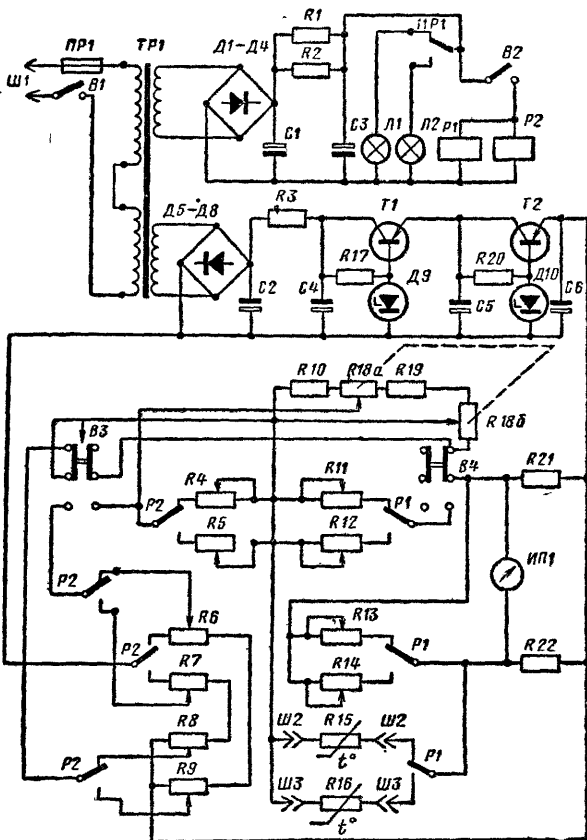 ПР1
ТР1
Д1-Д4
R1
R2
1Р1
В2
Ш1
В1
С1
С3
Л1
Л2
Р1
Р2
Д5-Д8
R3
Т1
Т2
R17
R20
С2
С4
Д9
С5
Д10
С6
R10
R18а
R19
R18б
В3
В4
R4
R11
R21
Р2
Р1
R5
R12
ИП1
Р2
R6
R13
Р2
Р1
R22
R7
R14
R8
Ш2
R15
Ш2
t°
Р2
R9
Р1
Ш3
R16
Ш3
t°